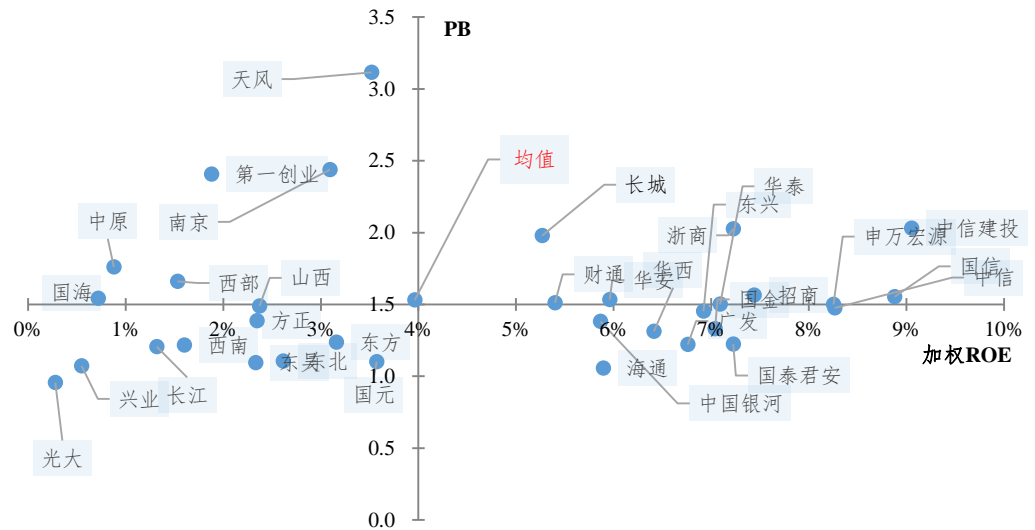 3.5
PB
天风
3.0
2.5
第一创业
均值
长城
华泰
东兴
南京
中原
2.0
浙商
申万宏源
中信建投
国海
西部
山西
财通
华安
华西
国金
招商
国信
中信
1.5
0%
1%
2%
3%
4%
5%
6%
7%
8%
9%
10%
方正
广发
加权ROE
西南
东吴
东北
东方
海通
国泰君安
兴业
长江
国元
1.0
中国银河
光大
0.5
0.0